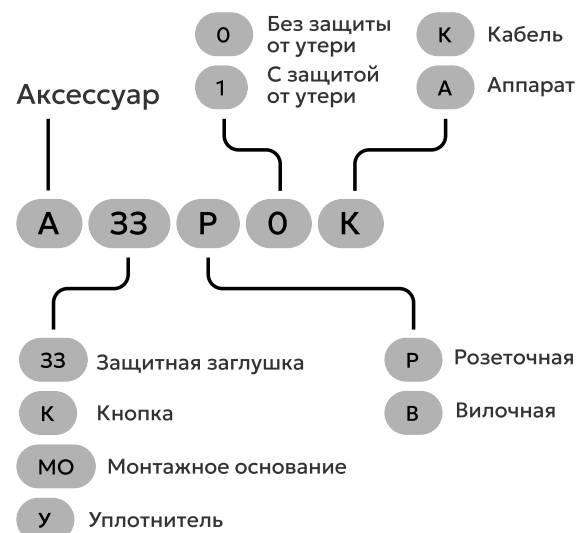 0 Без защиты
от утери
К Кабель
1 С защитой
от утери
А Аппарат
Аксессуар
А ЗЗ Р 0 К
ЗЗ Защитная заглушка
К Кнопка
МО Монтажное основание
У Уплотнитель
Р Розеточная
В Вилочная